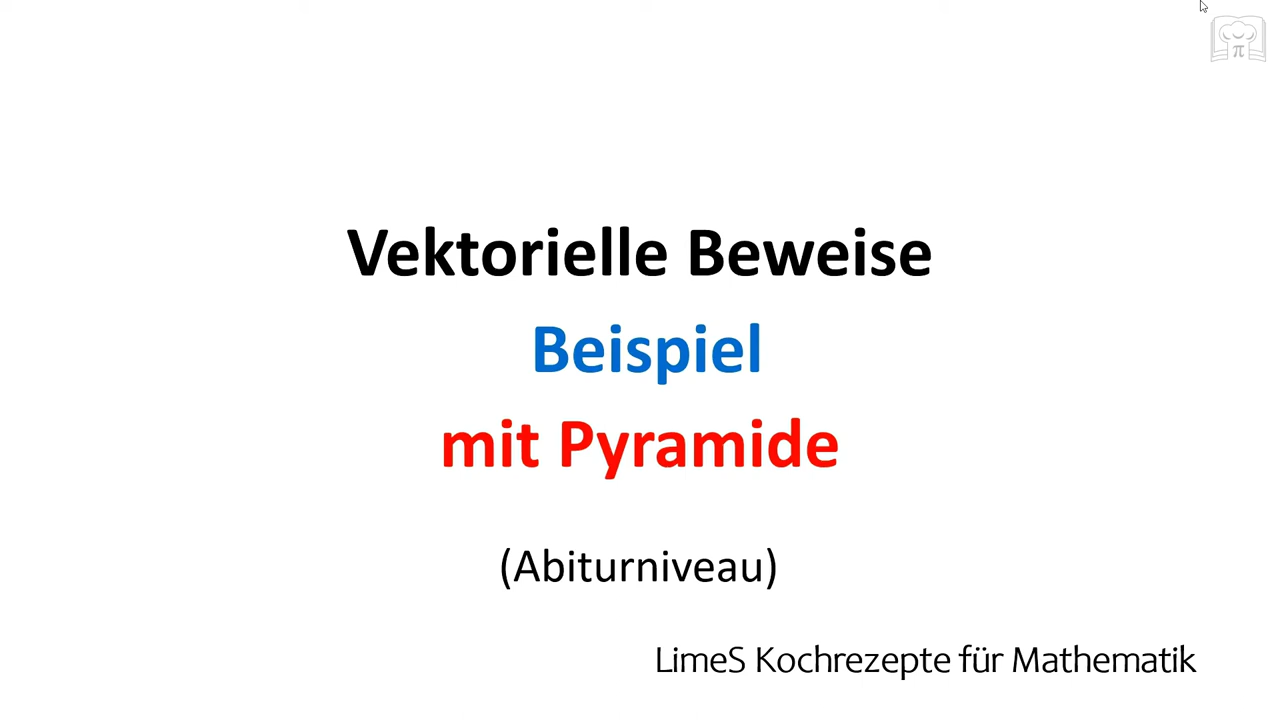 Vektorielle Beweise
Beispiel
mit Pyramide
(Abiturniveau)
LimeS Kochrezepte für Mathematik
π